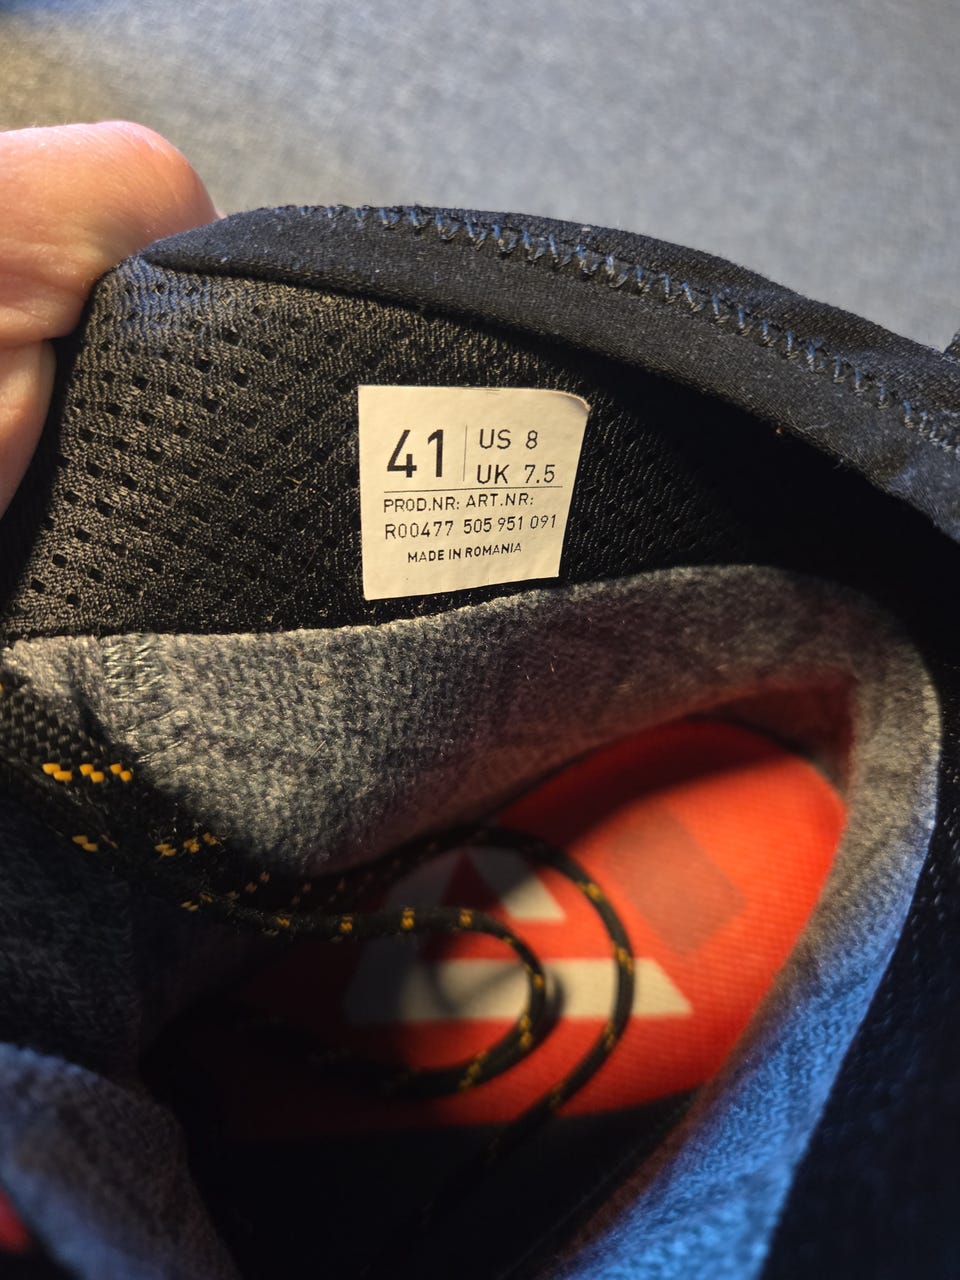 41 US 8
UK 7.5
PROD.NR: ART.NR:
R00477 505 951 091
MADE IN ROMANIA